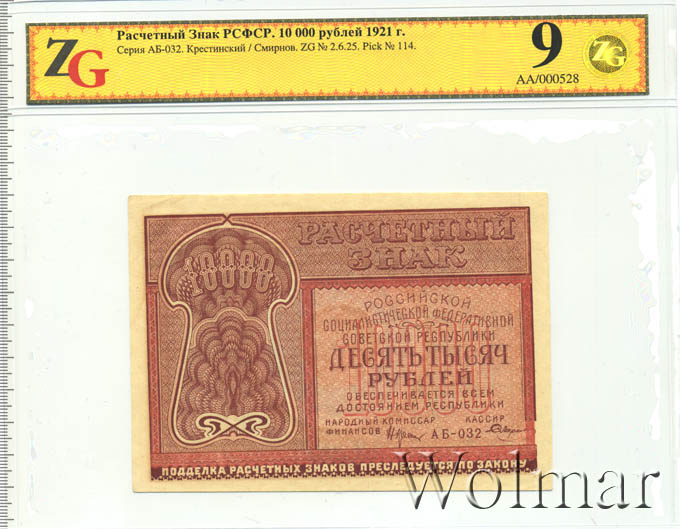 ZG
Расчетный Знак РСФСР. 10 000 рублей 1921 г.
Серия АБ-032. Крестинский / Смирнов. ZG № 2.6.25. Pick № 114.
9
ZG
AA/000528
10000
РАСЧЕТНЫЙ
ЗНАК
РОССИЙСКОЙ
СОЦИАЛИСТИЧЕСКОЙ ФЕДЕРАТИВНОЙ
СОВЕТСКОЙ РЕСПУБЛИКИ
ДЕСЯТЬ ТЫСЯЧ
РУБЛЕЙ
ОБЕСПЕЧИВАЕТСЯ ВСЕМ
ДОСТОЯНИЕМ РЕСПУБЛИКИ
НАРОДНЫЙ КОМИССАР КАССИР
ФИНАНСОВ АБ-032
ПОДДЕЛКА РАСЧЕТНЫХ ЗНАКОВ ПРЕСЛЕДУЕТСЯ ПО ЗАКОНУ
Wolmar